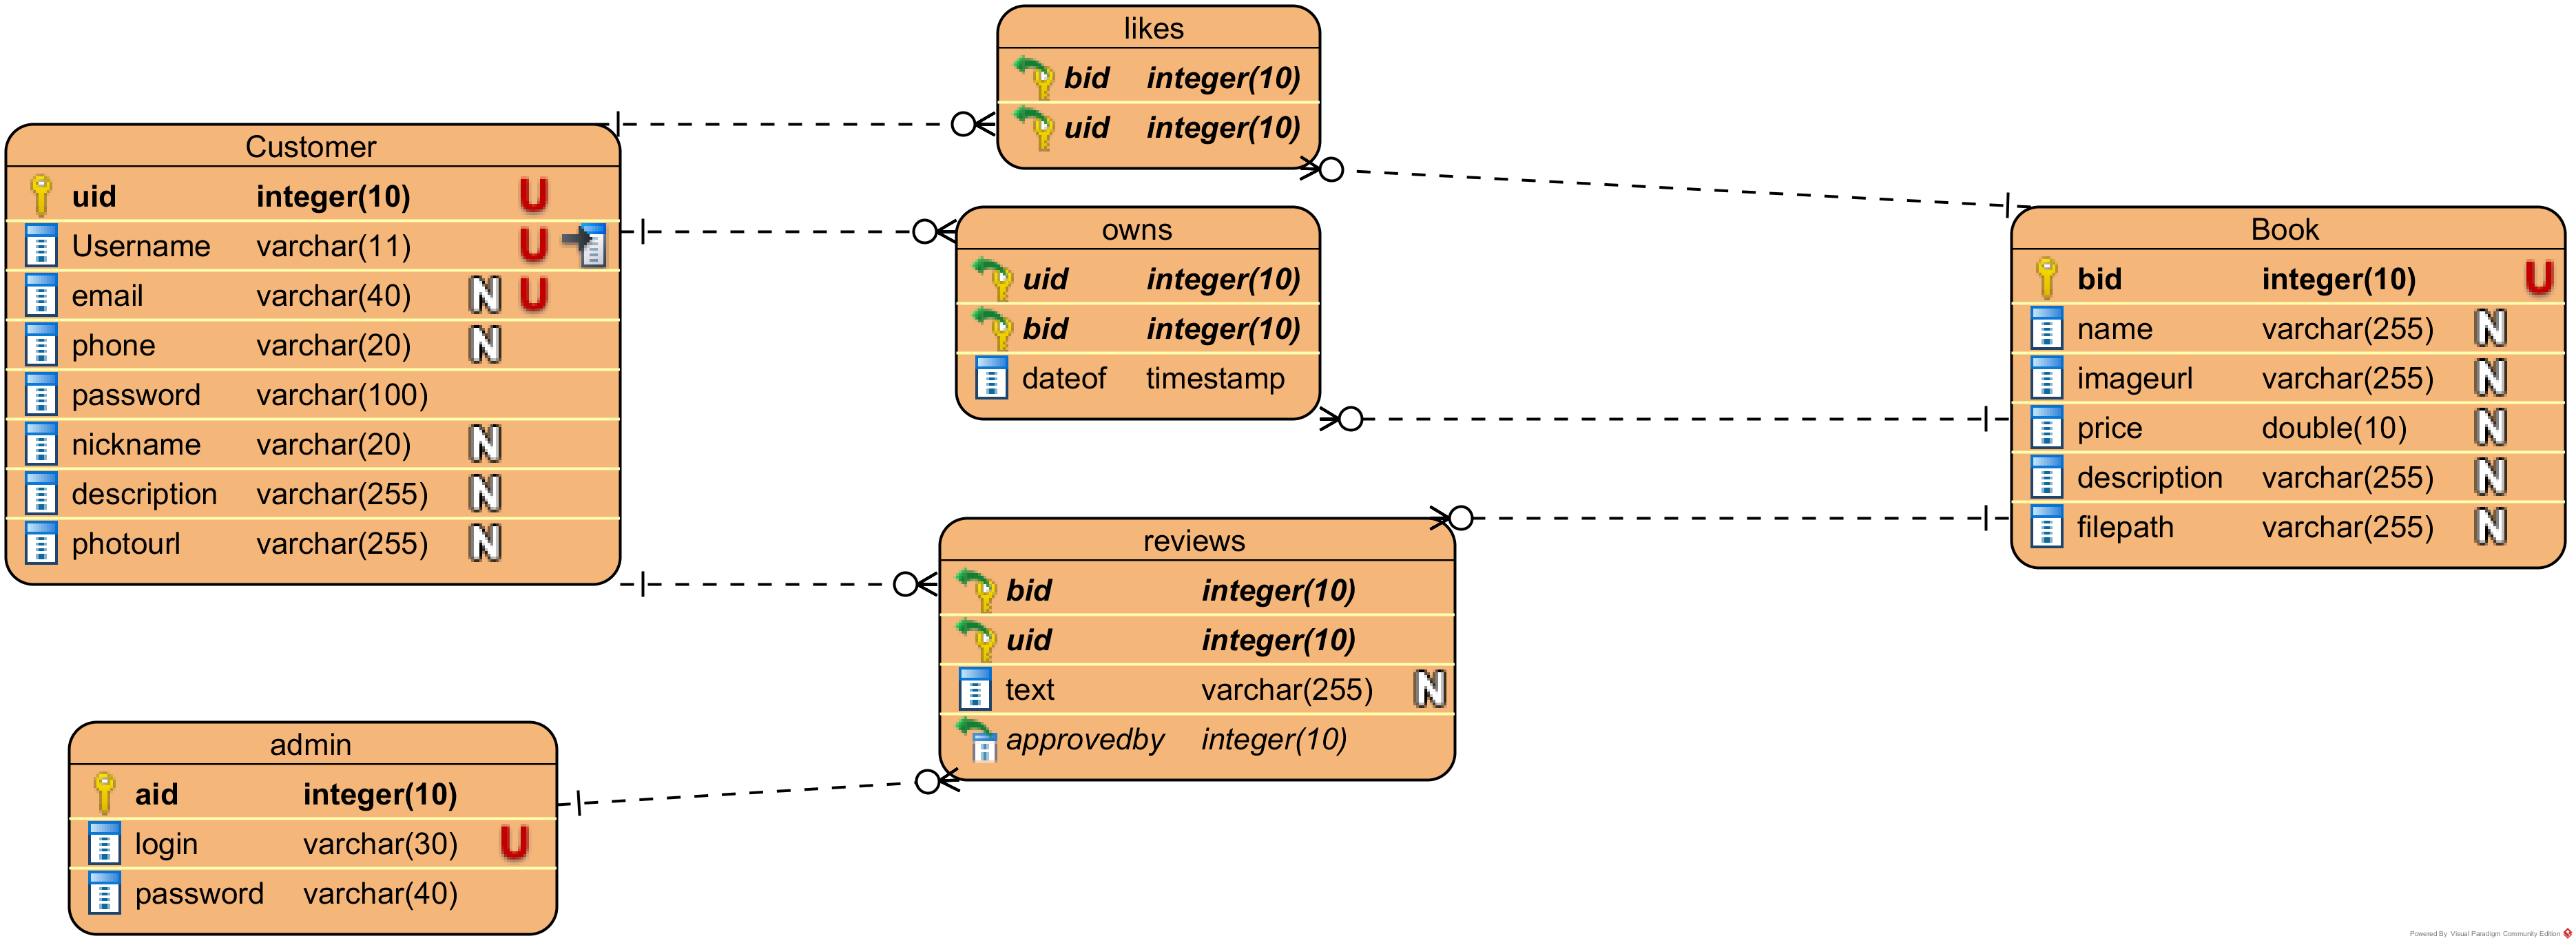 likes
bid integer(10)
uid integer(10)
Customer
uid integer(10) U
Username varchar(11) U
email varchar(40) N U
phone varchar(20) N
password varchar(100)
nickname varchar(20) N
description varchar(255) N
photourl varchar(255) N
owns
uid integer(10)
bid integer(10)
dateof timestamp
Book
bid integer(10) U
name varchar(255) N
imageurl varchar(255) N
price double(10) N
description varchar(255) N
filepath varchar(255) N
reviews
bid integer(10)
uid integer(10)
text varchar(255) N
approvedby integer(10)
admin
aid integer(10)
login varchar(30) U
password varchar(40)
Powered By Visual Paradigm Community Edition